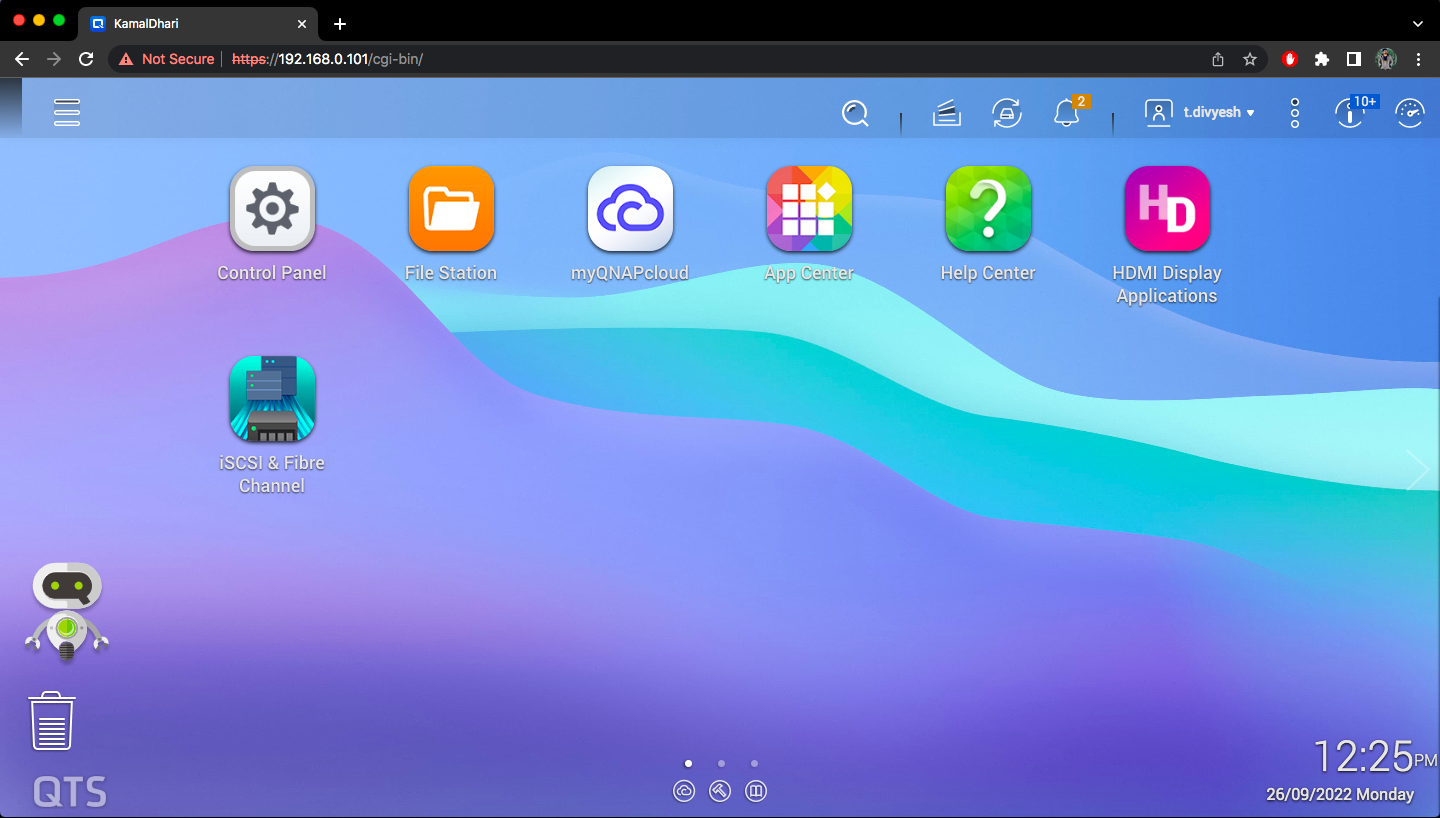 KamalDhari
Not Secure https://192.168.0.101/cgi-bin/
2
t.divyesh
10+
Control Panel
File Station
myQNAPcloud
App Center
Help Center
HD
HDMI Display
Applications
iSCSI & Fibre
Channel
12:25PM
QTS
26/09/2022 Monday